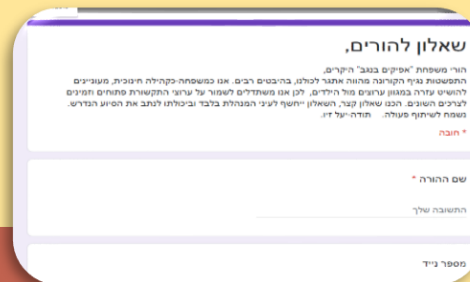 שאלון להורים,
הורי משפחת "אפיקים בנגב" היקרים,
התפשטות נגיף הקורונה מהווה אתגר לכולנו, בהיבטים רבים. אנו כמשפחה-כקהילה חינוכית, מעוניינים
להושיט עזרה במגוון ערוצים מול הילדים, לכן אנו משתדלים לשמור על ערוצי התקשורת פתוחים וזמינים
לצרכים השונים. הכנו שאלון קצר, השאלון ייחשף לעיני המנהלת בלבד וביכולתו לנתב את הסיוע הנדרש.
נשמח לשיתוף פעולה. תודה-יעל זיו.
* חובה
שם ההורה *
התשובה שלך
מספר נייד